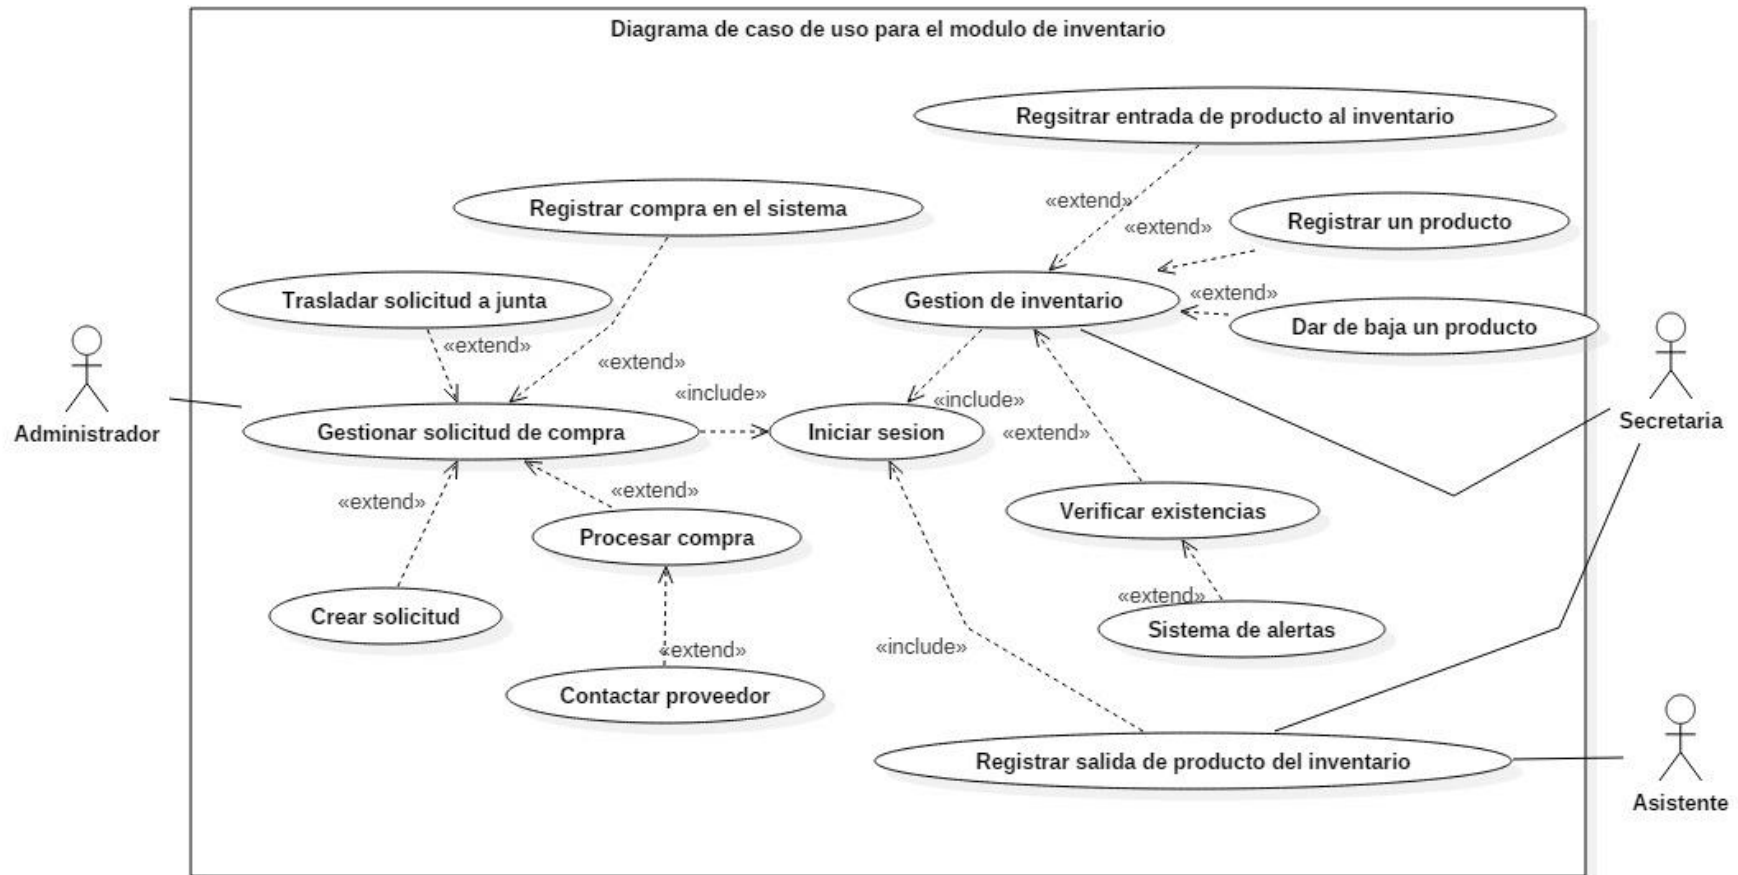 Diagrama de caso de uso para el modulo de inventario
Regsitrar entrada de producto al inventario
«extend»
Registrar compra en el sistema
Registrar un producto
«extend»
Trasladar solicitud a junta
Gestion de inventario
«extend»
Dar de baja un producto
«extend»
«extend»
Administrador
Secretaria
«include»
«include»
Gestionar solicitud de compra
Iniciar sesion
«extend»
«extend»
«extend»
Verificar existencias
Procesar compra
«extend»
Crear solicitud
Sistema de alertas
«extend»
«include»
Contactar proveedor
Registrar salida de producto del inventario
Asistente